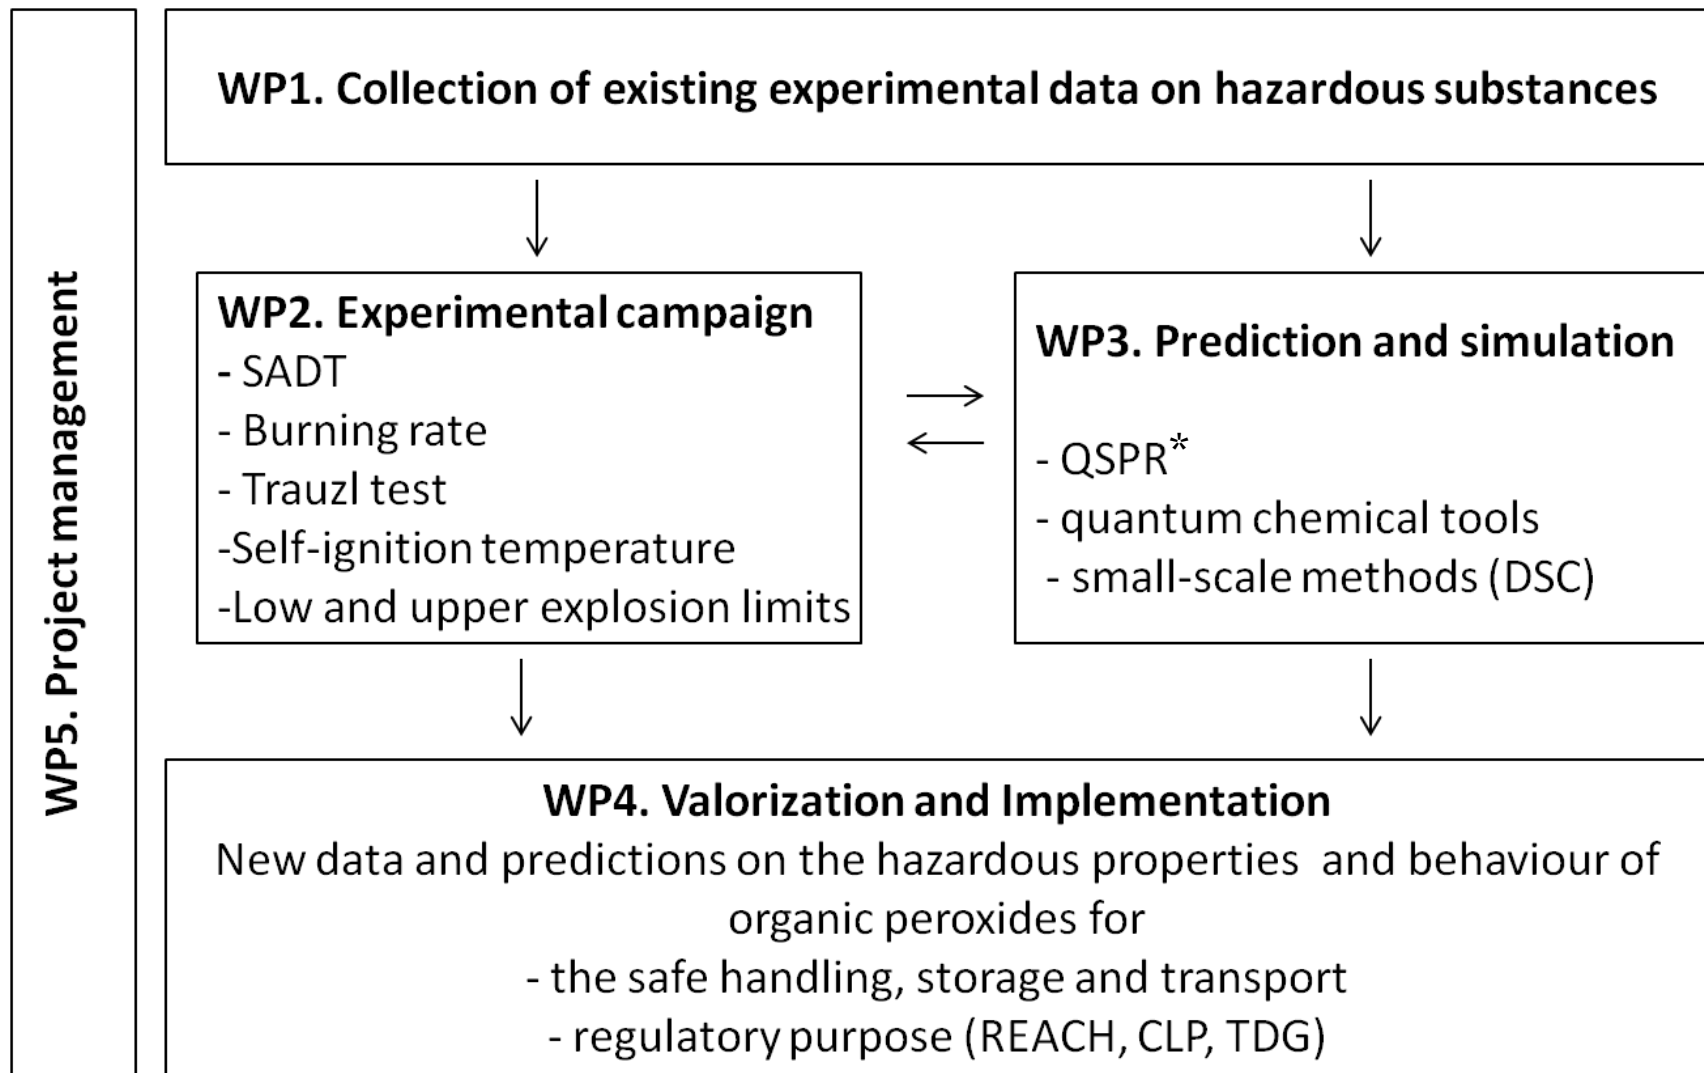 WP5. Project management
WP1. Collection of existing experimental data on hazardous substances
WP2. Experimental campaign
- SADT
- Burning rate
- Trauzl test
-Self-ignition temperature
-Low and upper explosion limits
WP3. Prediction and simulation
- QSPR*
- quantum chemical tools
- small-scale methods (DSC)
WP4. Valorization and Implementation
New data and predictions on the hazardous properties and behaviour of
organic peroxides for
- the safe handling, storage and transport
- regulatory purpose (REACH, CLP, TDG)